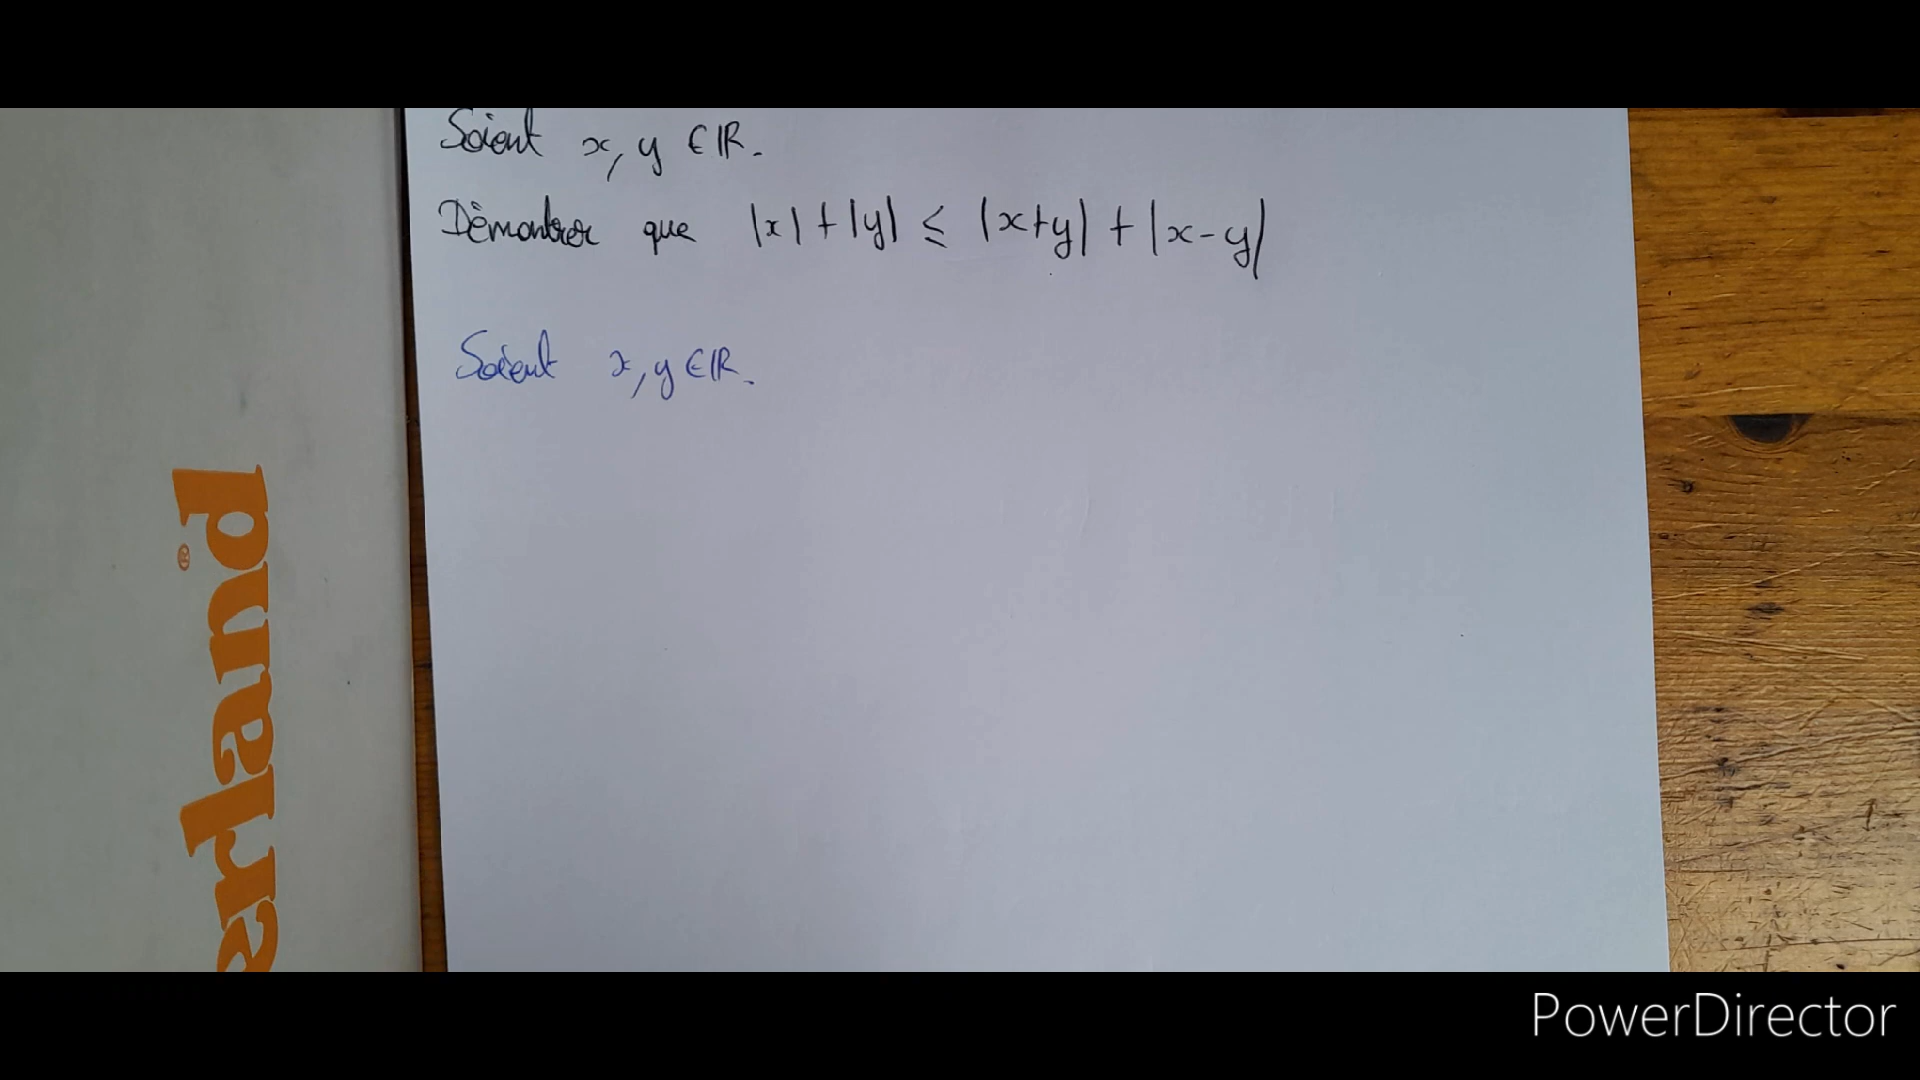 Soient x, y ∈ ℝ.
Démontrer que |x| + |y| ≤ |x+y| + |x-y|
Soient x, y ∈ ℝ.
erland®
PowerDirector